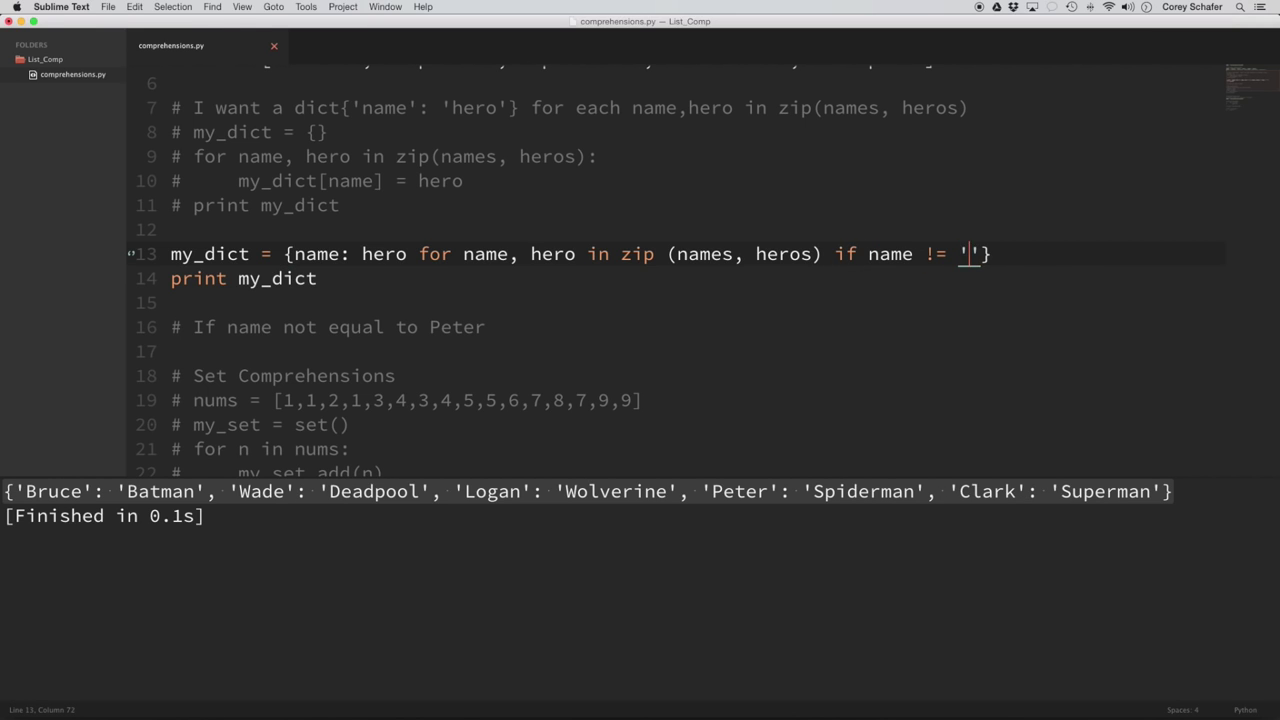 Sublime Text File Edit Selection Find View Goto Tools Project Window Help Corey Schafer
comprehensions.py — List_Comp
FOLDERS
List_Comp
comprehensions.py
comprehensions.py
6
7 # I want a dict{'name': 'hero'} for each name,hero in zip(names, heros)
8 # my_dict = {}
9 # for name, hero in zip(names, heros):
10 #     my_dict[name] = hero
11 # print my_dict
12
13 my_dict = {name: hero for name, hero in zip (names, heros) if name != ''}
14 print my_dict
15
16 # If name not equal to Peter
17
18 # Set Comprehensions
19 # nums = [1,1,2,1,3,4,3,4,5,5,6,7,8,7,9,9]
20 # my_set = set()
21 # for n in nums:
22 #     my_set.add(n)
{'Bruce': 'Batman', 'Wade': 'Deadpool', 'Logan': 'Wolverine', 'Peter': 'Spiderman', 'Clark': 'Superman'}
[Finished in 0.1s]
Line 13, Column 72 Spaces: 4 Python